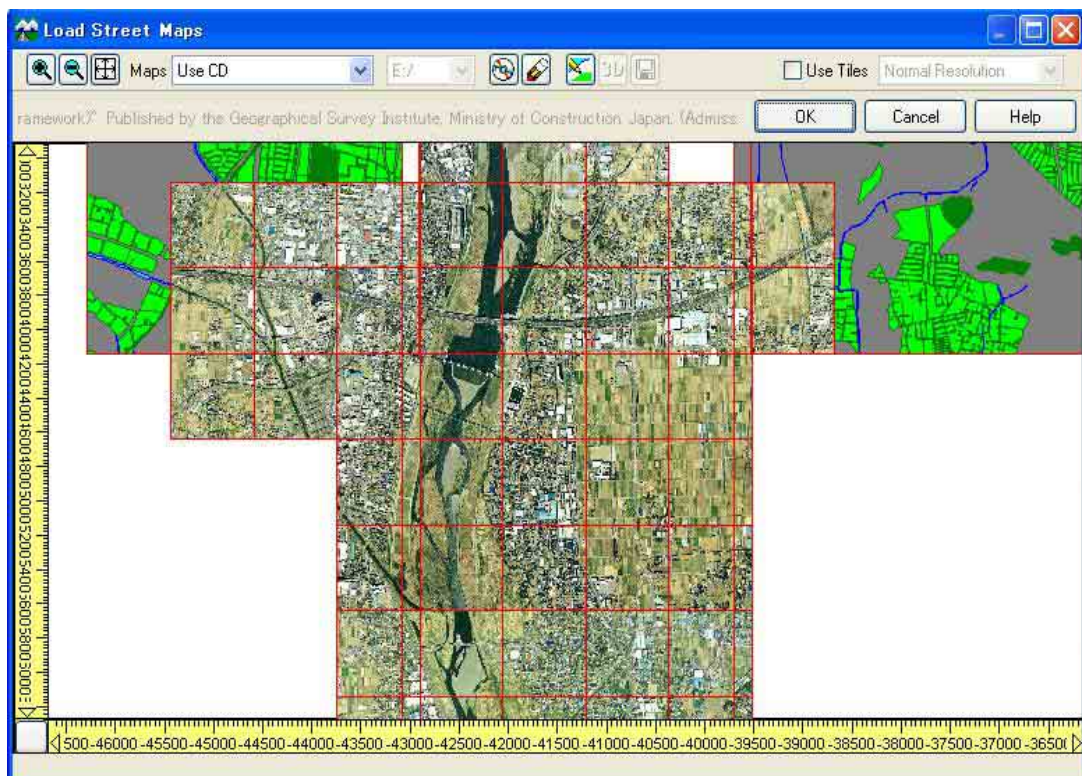 Load Street Maps
Maps Use CD E:/ 3D Use Tiles Normal Resolution
ramework)" Published by the Geographical Survey Institute, Ministry of Construction, Japan. (Admiss OK Cancel Help
500-46000 -45500 -45000 -44500 -44000 -43500 -43000 -42500 -42000 -41500 -41000 -40500 -40000 -39500 -39000 -38500 -38000 -37500 -37000 -3650